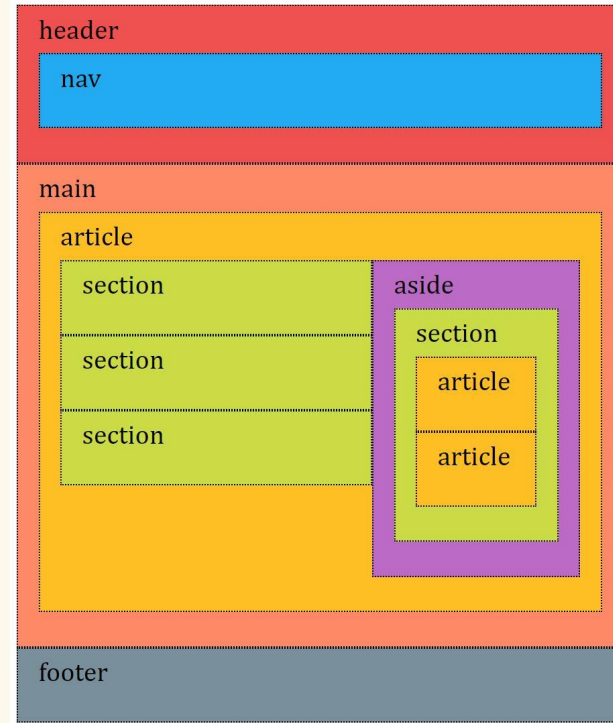 header
nav
main
article
section
section
section
aside
section
article
article
footer